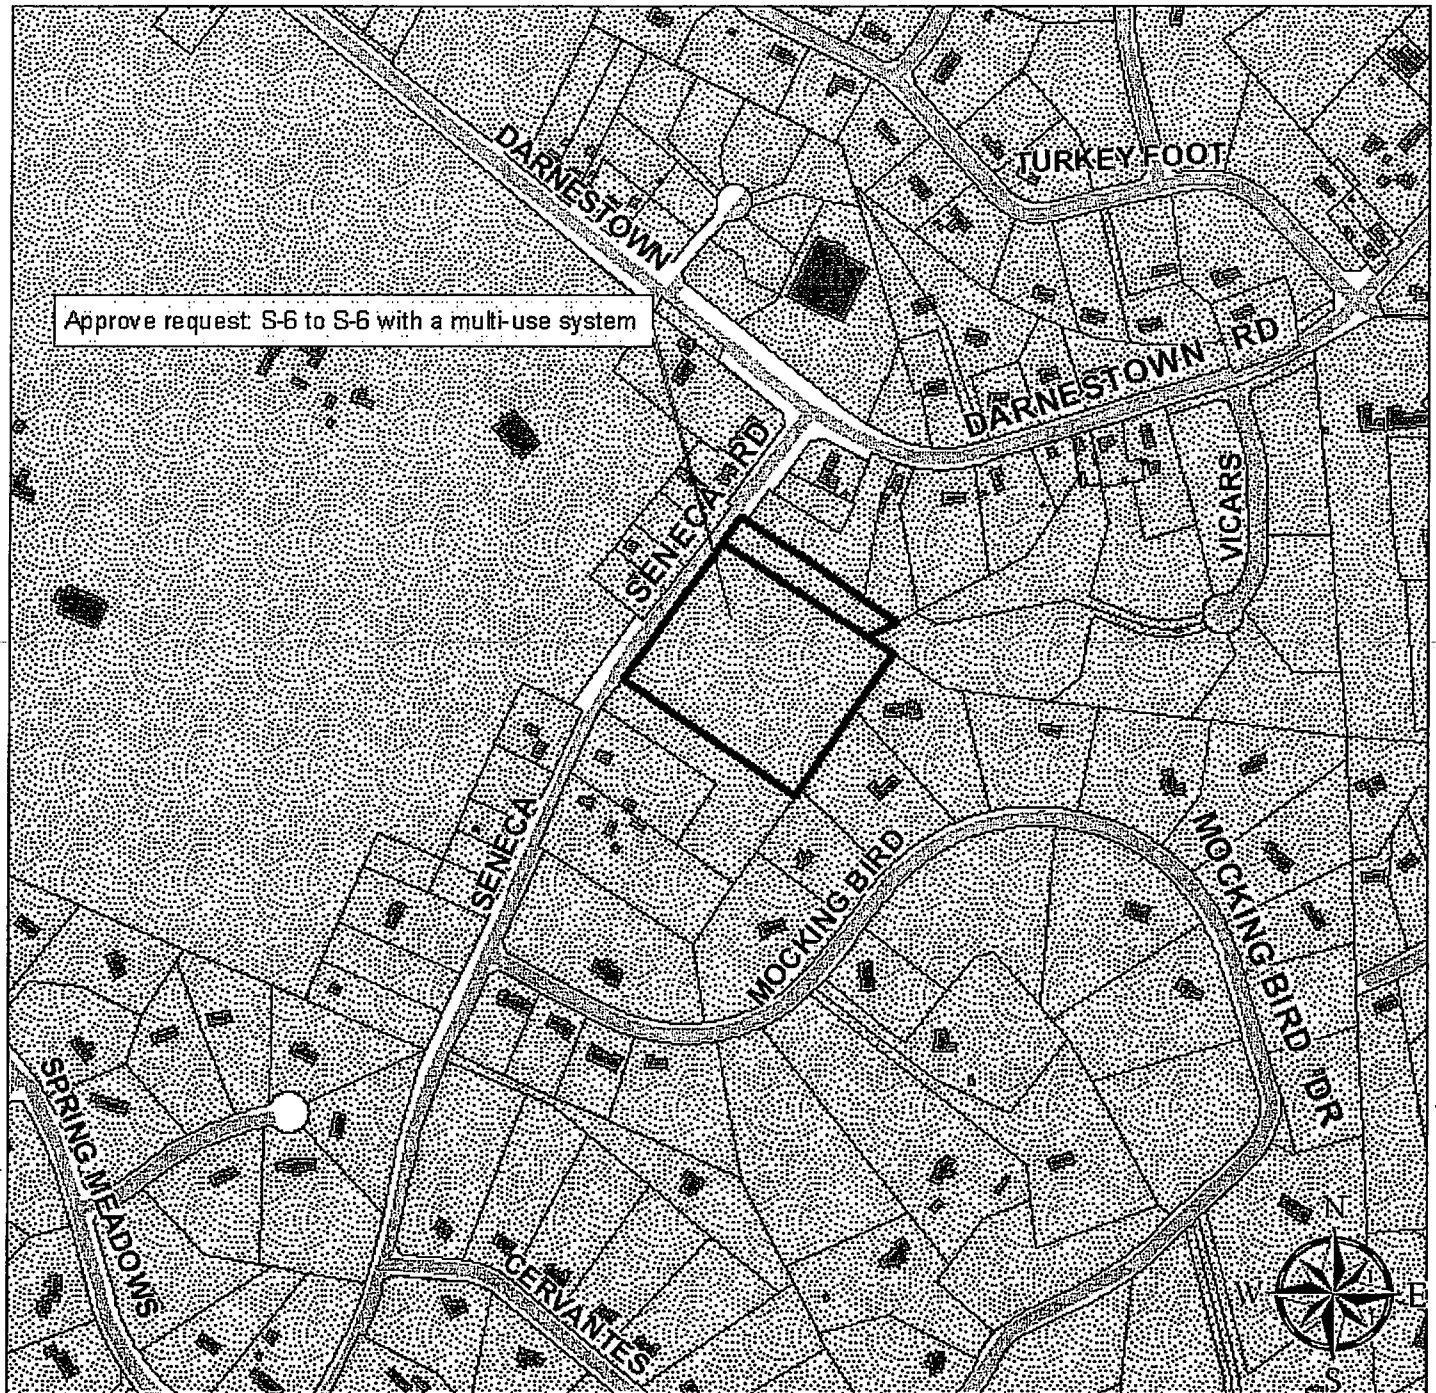 DARNESTOWN
TURKEY FOOT
Approve request: S-6 to S-6 with a multi-use system
DARNESTOWN RD
SENECA RD
VICARS
SENECA
MOCKING BIRD
MOCKING BIRD DR
SPRING MEADOWS
CERVANTES
N
W
E
S